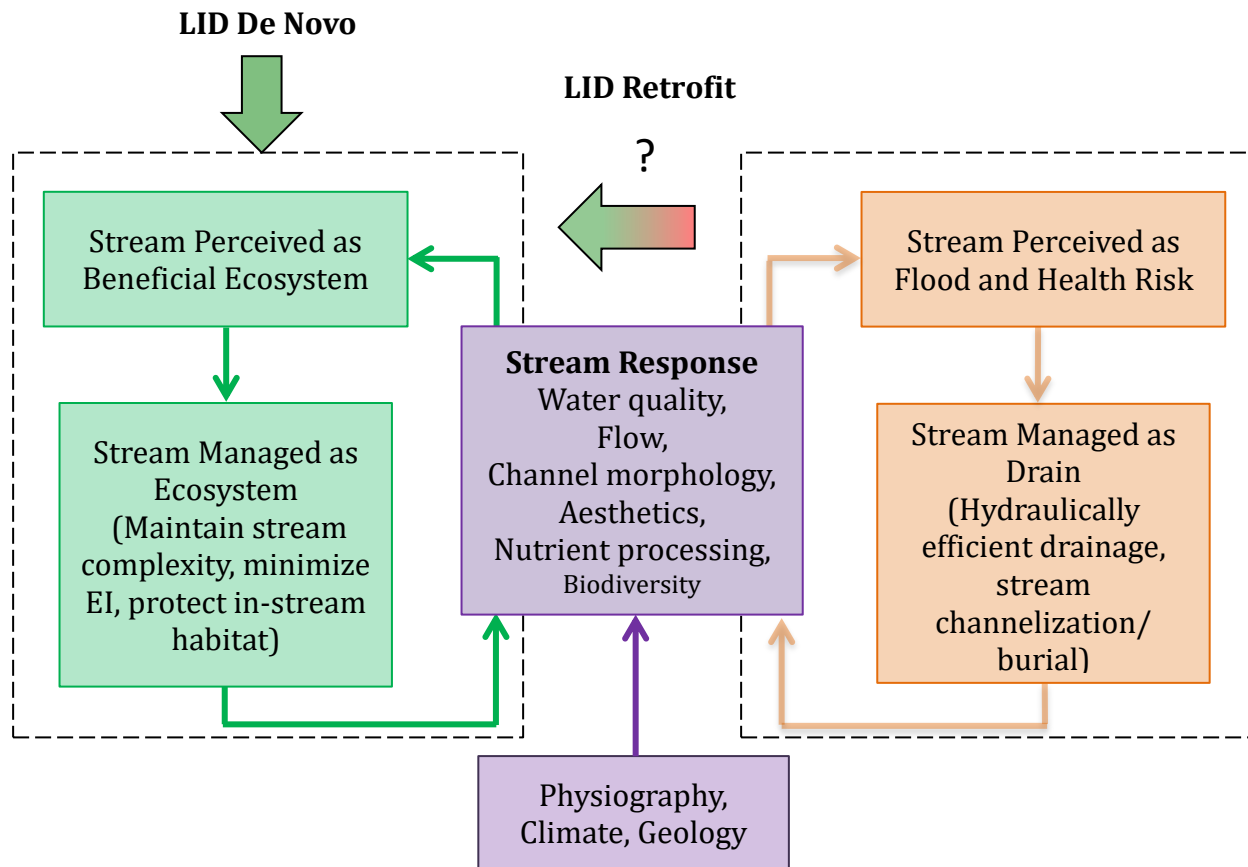 LID De Novo
LID Retrofit
?
Stream Perceived as
Beneficial Ecosystem
Stream Managed as
Ecosystem
(Maintain stream
complexity, minimize
EI, protect in-stream
habitat)
Stream Response
Water quality,
Flow,
Channel morphology,
Aesthetics,
Nutrient processing,
Biodiversity
Stream Perceived as
Flood and Health Risk
Stream Managed as
Drain
(Hydraulically
efficient drainage,
stream
channelization/
burial)
Physiography,
Climate, Geology